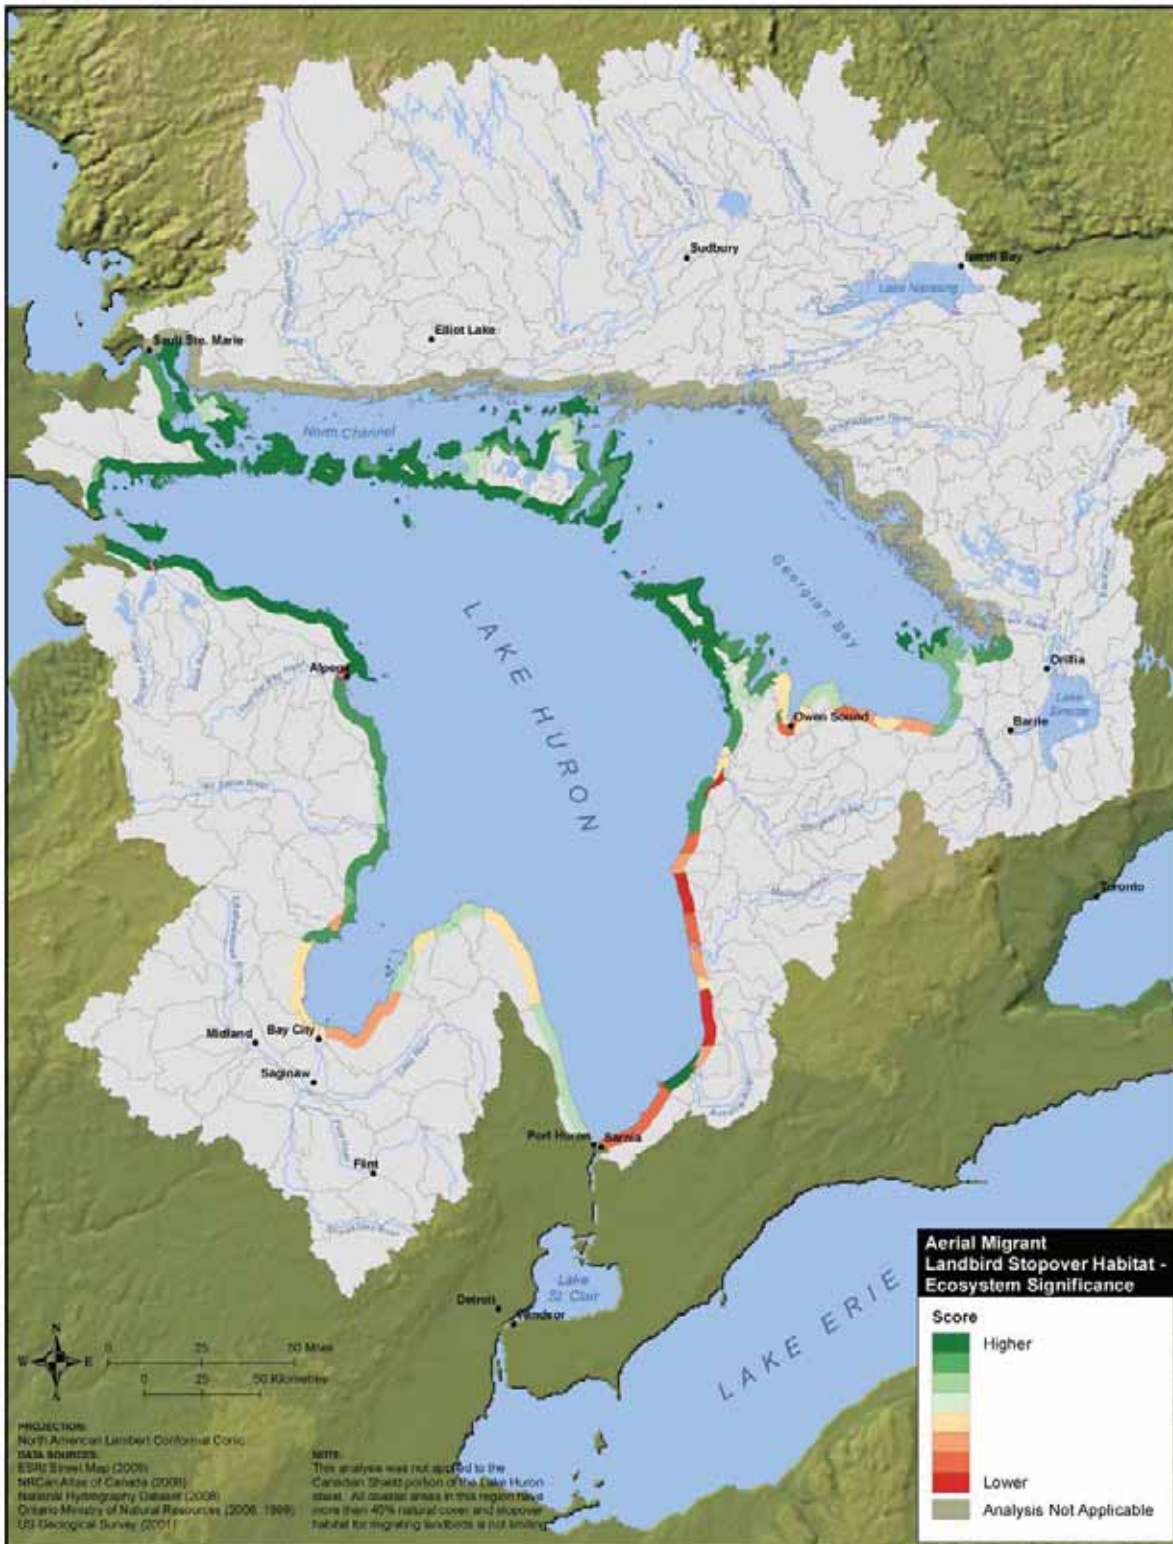 Sudbury
North Bay
Lake Nipissing
Elliot Lake
Sault Ste. Marie
North Channel
Georgian Bay
LAKE HURON
Alpena
Orillia
Lake Simcoe
Barrie
Owen Sound
Toronto
Midland
Bay City
Saginaw
Flint
Port Huron
Sarnia
Lake
St. Clair
Detroit
Windsor
LAKE ERIE
Aerial Migrant
Landbird Stopover Habitat -
Ecosystem Significance
Score
Higher
Lower
Analysis Not Applicable
N
W
E
S
0 25 50 Miles
0 25 50 Kilometres
PROJECTION:
North American Lambert Conformal Conic
DATA SOURCES:
ESRI Street Map (2008)
NRCan Atlas of Canada (2008)
National Hydrography Dataset (2008)
Ontario Ministry of Natural Resources (2008, 1999)
US Geological Survey (2001)
NOTE:
This analysis was not applied to the
Canadian Shield portion of the Lake Huron
basin. All coastal areas in this region have
more than 40% natural cover and stopover
habitat for migrating landbirds is not limiting